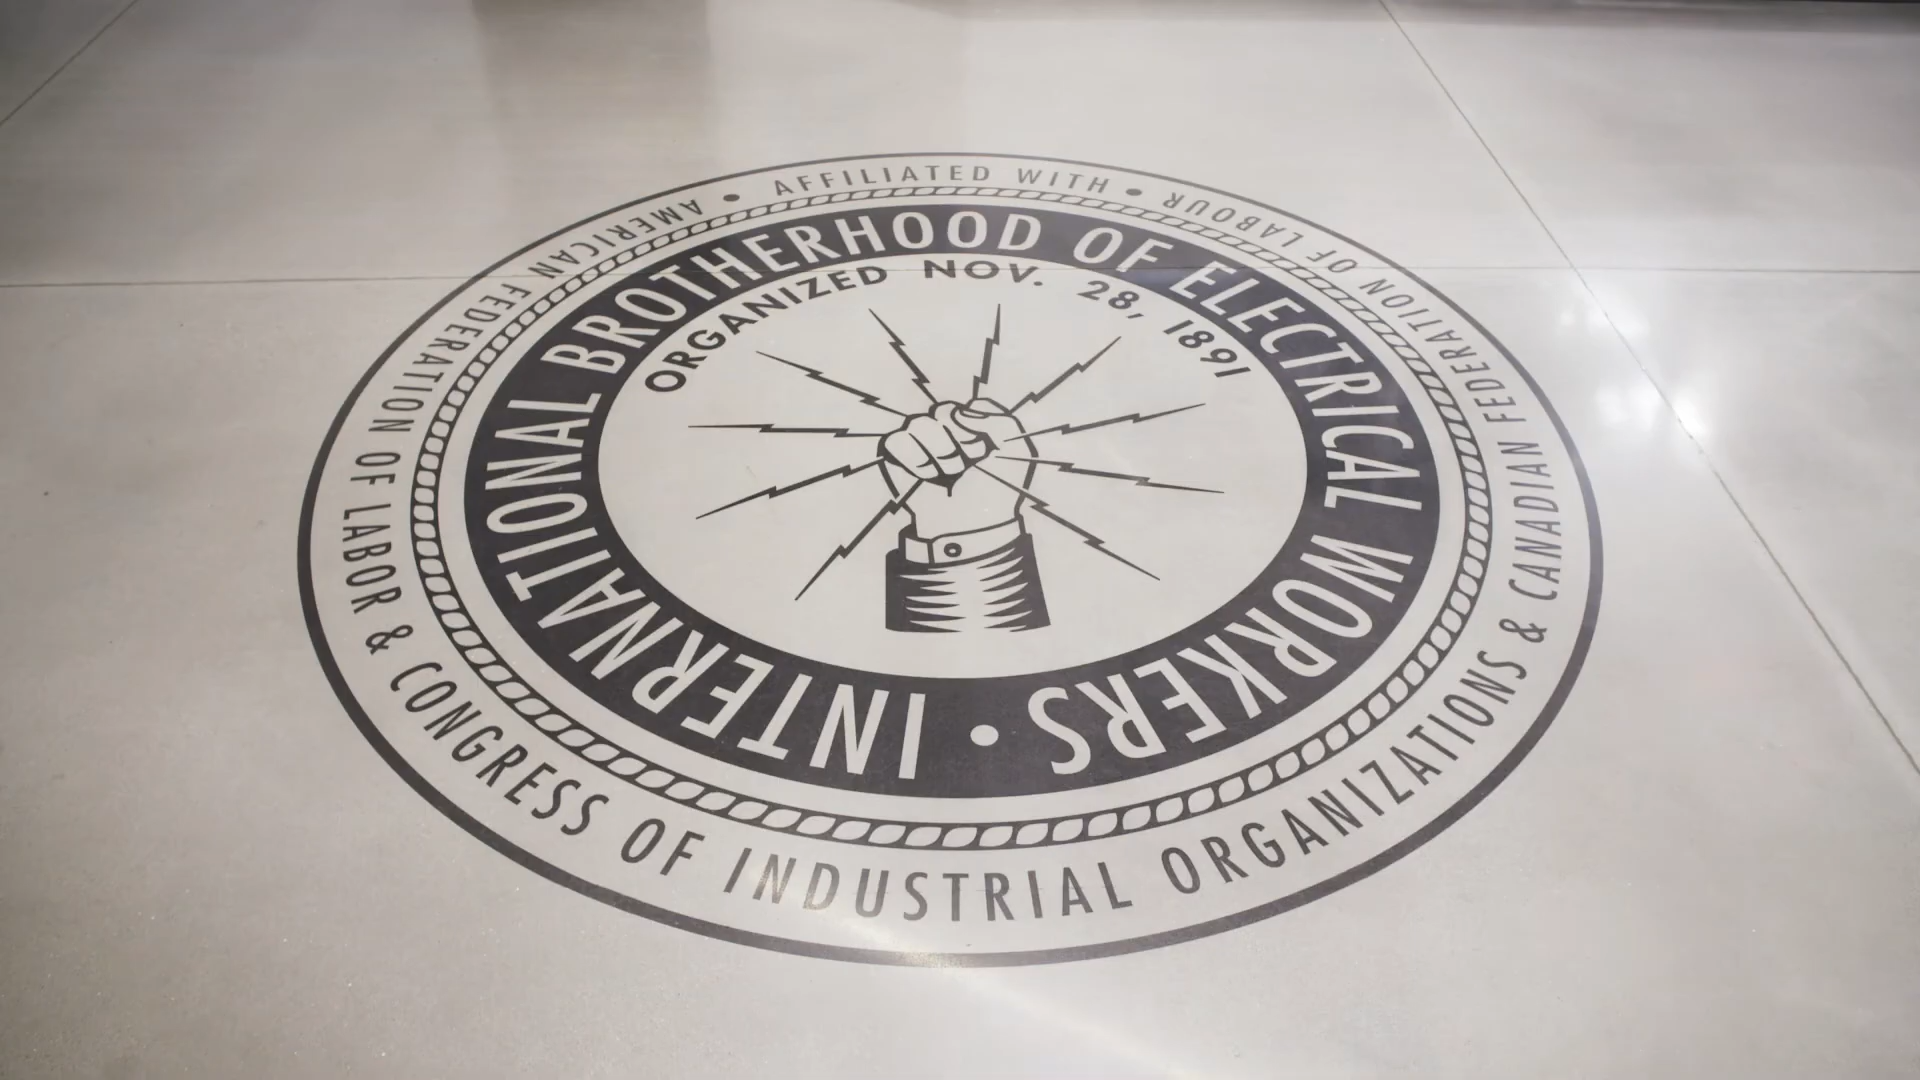 AFFILIATED WITH
AMERICAN FEDERATION OF LABOR & CONGRESS OF INDUSTRIAL ORGANIZATIONS & CANADIAN FEDERATION OF LABOUR
INTERNATIONAL BROTHERHOOD OF ELECTRICAL WORKERS
ORGANIZED NOV. 28, 1891